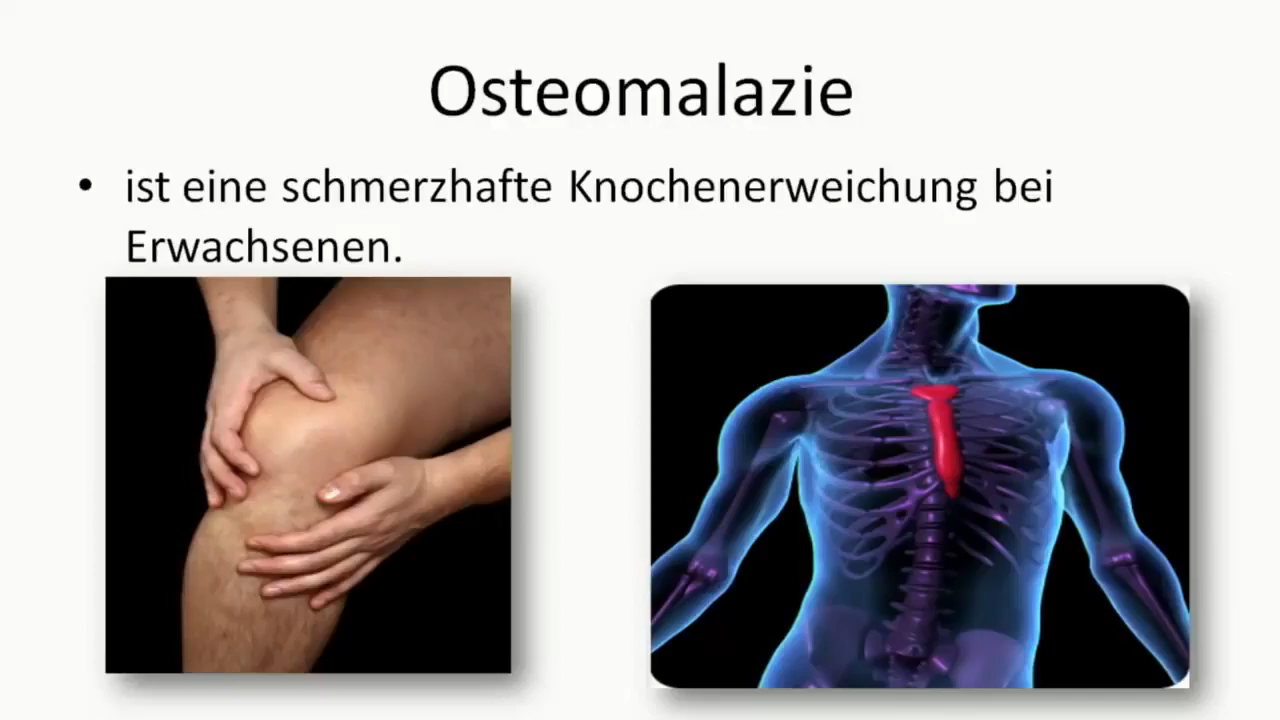 Osteomalazie
• ist eine schmerzhafte Knochenerweichung bei
Erwachsenen.